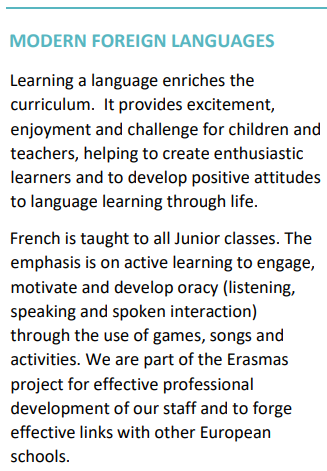 MODERN FOREIGN LANGUAGES
Learning a language enriches the
curriculum.  It provides excitement,
enjoyment and challenge for children and
teachers, helping to create enthusiastic
learners and to develop positive attitudes
to language learning through life.
French is taught to all Junior classes. The
emphasis is on active learning to engage,
motivate and develop oracy (listening,
speaking and spoken interaction)
through the use of games, songs and
activities. We are part of the Erasmas
project for effective professional
development of our staff and to forge
effective links with other European
schools.